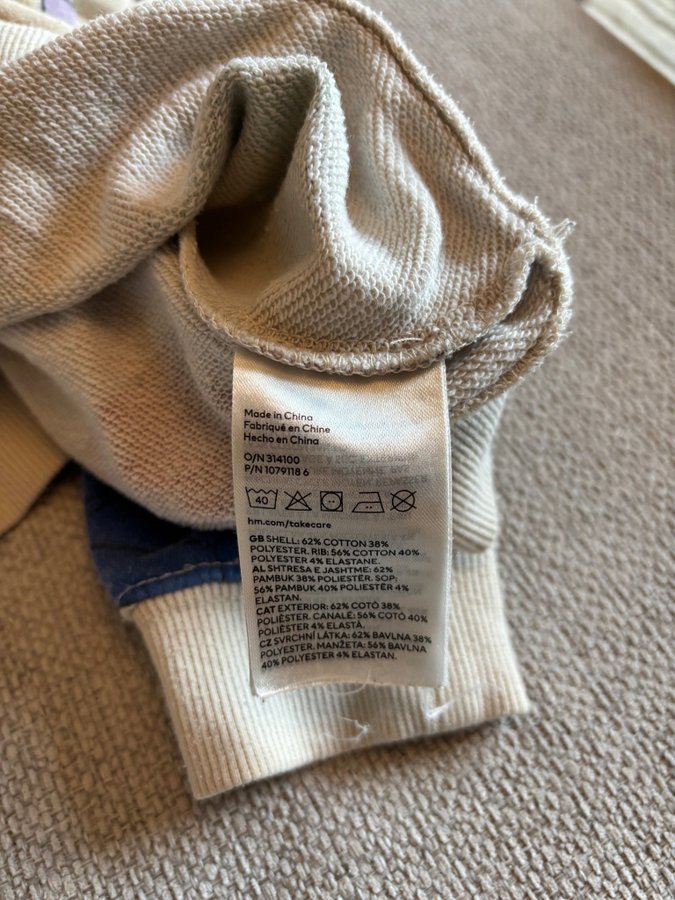 Made in China
Fabriqué en Chine
Hecho en China
O/N 314100
P/N 1079118 6
40
hm.com/takecare
GB SHELL: 62% COTTON 38%
POLYESTER. RIB: 56% COTTON 40%
POLYESTER 4% ELASTANE.
AL SHTRESA E JASHTME: 62%
PAMBUK 38% POLIESTËR. SOP:
56% PAMBUK 40% POLIESTËR 4%
ELASTAN.
CAT EXTERIOR: 62% COTÓ 38%
POLIÈSTER. CANALÉ: 56% COTÓ 40%
POLIÈSTER 4% ELASTÀ.
CZ SVRCHNÍ LÁTKA: 62% BAVLNA 38%
POLYESTER. MANŽETA: 56% BAVLNA
40% POLYESTER 4% ELASTAN.